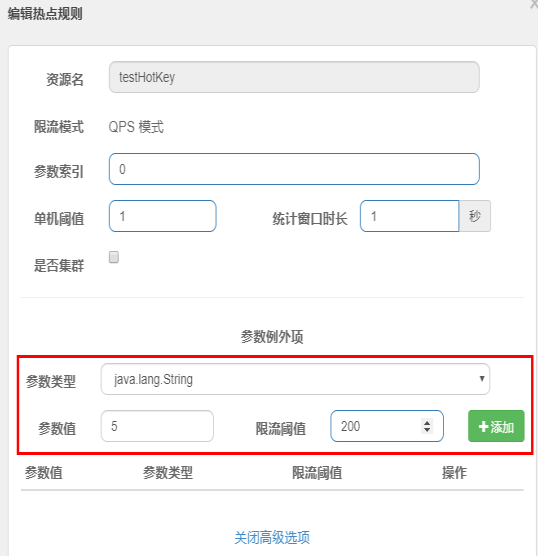 编辑热点规则
资源名 testHotKey
限流模式 QPS 模式
参数索引 0
单机阈值 1 统计窗口时长 1 秒
是否集群
参数例外项
参数类型 java.lang.String
参数值 5 限流阈值 200 +添加
参数值 参数类型 限流阈值 操作
关闭高级选项